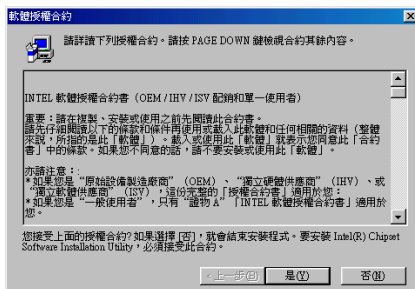 軟體授權合約
請詳讀下列授權合約。請按 PAGE DOWN 鍵檢視合約其餘內容。
INTEL 軟體授權合約書 (OEM / IHV / ISV 配銷和單一使用者)
重要:請在複製、安裝或使用之前先閱讀此合約書。
請先仔細閱讀以下的條款和條件再使用或載入此軟體和任何相關的資料 (整體
來說,所指的是此「軟體」)。載入或使用此「軟體」就表示您同意此「合約
書」中的條款。如果您不同意的話,請不要安裝或使用此「軟體」。
亦請注意:
*如果您是“原始設備製造廠商”(OEM)、“獨立硬體供應商”(IHV)、或
“獨立軟體供應商”(ISV),這份完整的「授權合約書」適用於您:
*如果您是“一般使用者”,只有“證物 A”「INTEL 軟體授權合約書」適用於
您。
您接受上面的授權合約? 如果選擇 [否],就會結束安裝程式。要安裝 Intel(R) Chipset
Software Installation Utility,必須接受此合約。
<上一步(B)
是(Y)
否(N)